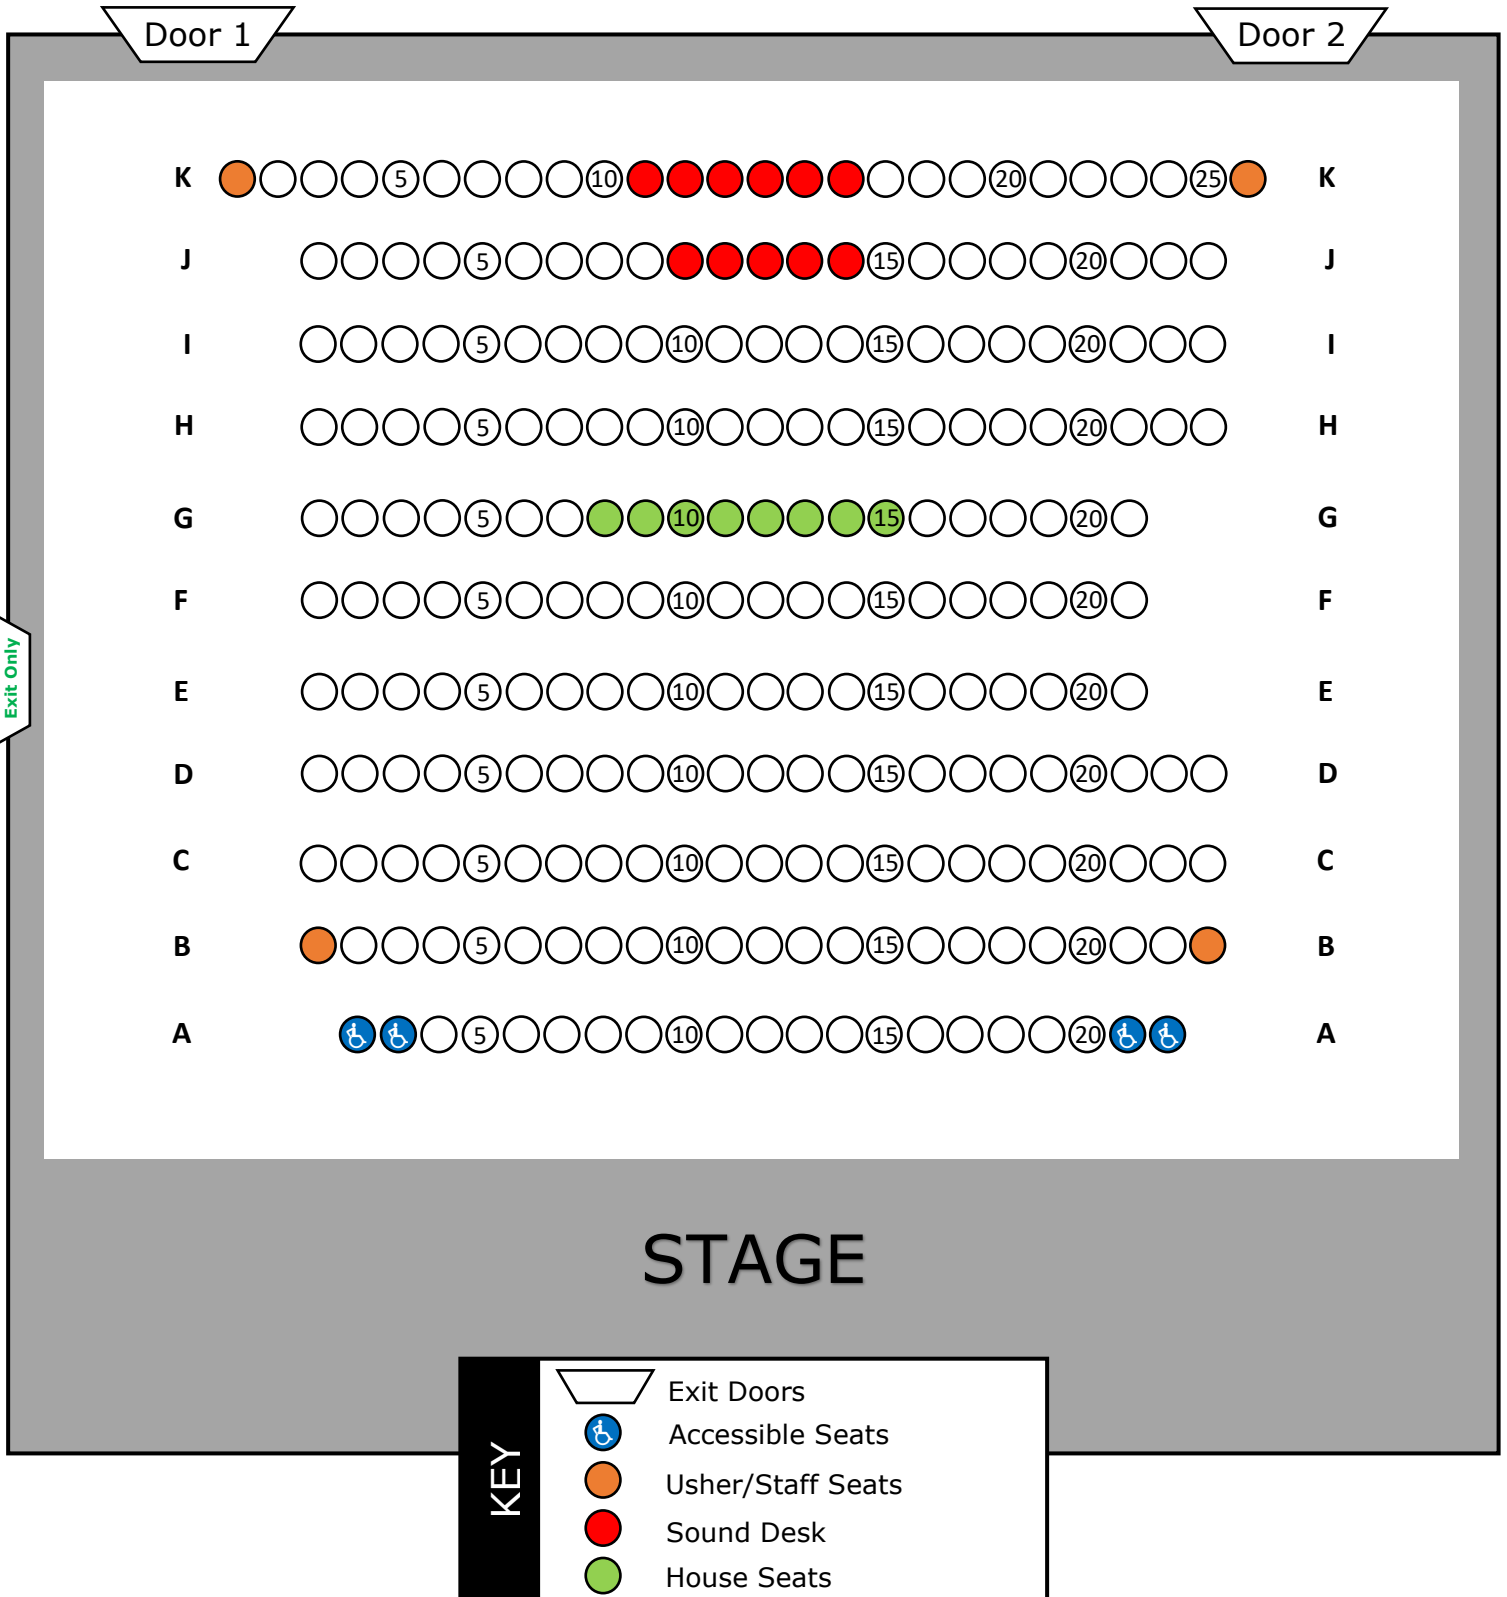 Door 1 Door 2
K 5 10 20 25 K
J 5 15 20 J
I 5 10 15 20 I
H 5 10 15 20 H
G 5 10 15 20 G
F 5 10 15 20 F
Exit Only
E 5 10 15 20 E
D 5 10 15 20 D
C 5 10 15 20 C
B 5 10 15 20 B
A 5 10 15 20 A
STAGE
KEY
Exit Doors
Accessible Seats
Usher/Staff Seats
Sound Desk
House Seats